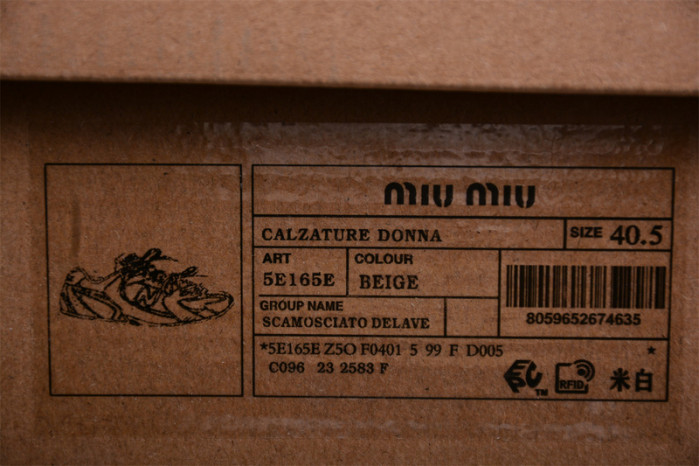 miu miu
CALZATURE DONNA
SIZE 40.5
ART
5E165E
COLOUR
BEIGE
GROUP NAME
SCAMOSCIATO DELAVE
8059652674635
*5E165E Z5O F0401 5 99 F D005 *
C096 23 2583 F
TM
RFID
米白